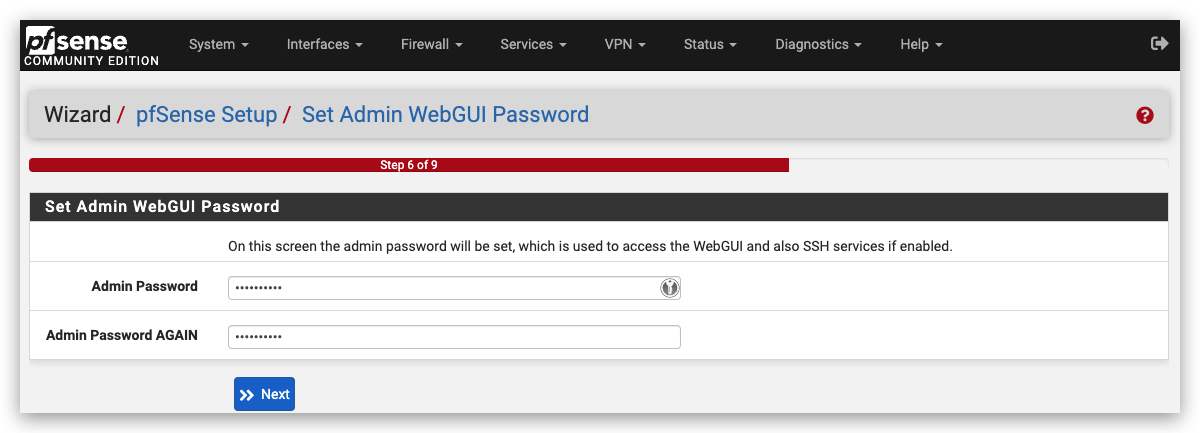 pfsense
COMMUNITY EDITION
System Interfaces Firewall Services VPN Status Diagnostics Help
Wizard / pfSense Setup / Set Admin WebGUI Password
Step 6 of 9
Set Admin WebGUI Password
On this screen the admin password will be set, which is used to access the WebGUI and also SSH services if enabled.
Admin Password ••••••••••
Admin Password AGAIN ••••••••••
Next